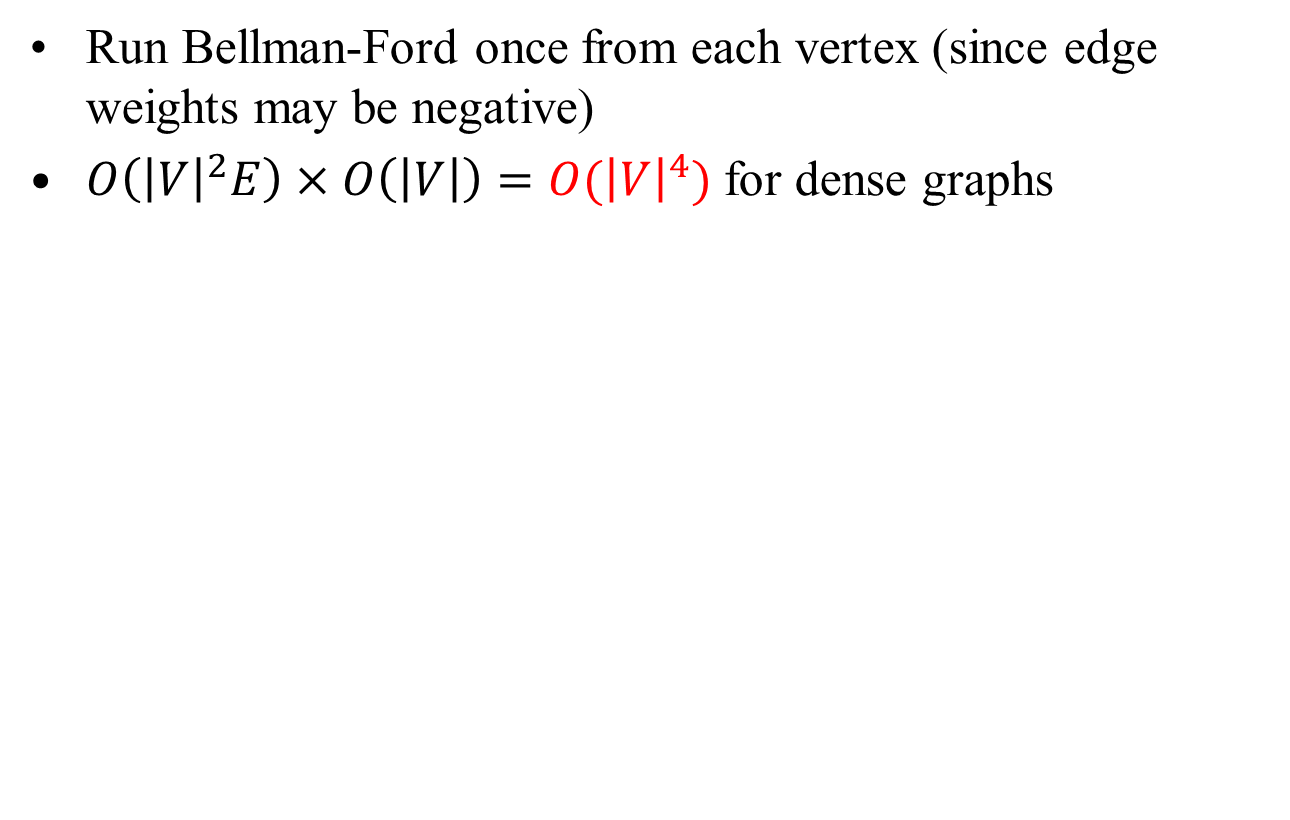 • Run Bellman-Ford once from each vertex (since edge
weights may be negative)
• O(|V|²E) × O(|V|) = O(|V|⁴) for dense graphs